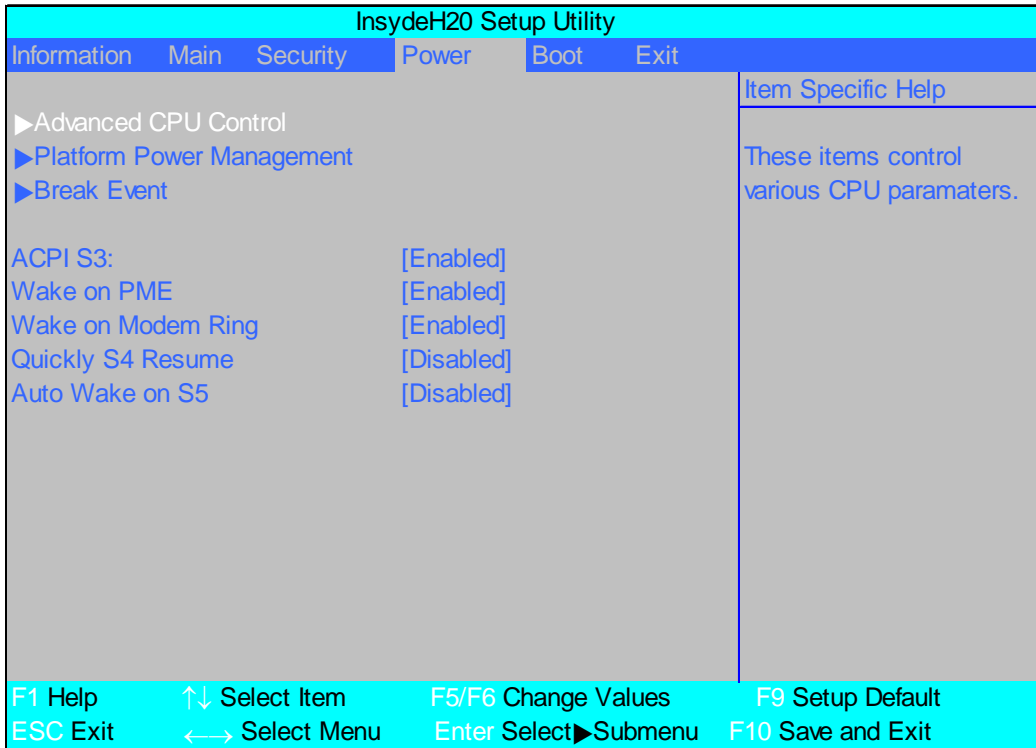 InsydeH20 Setup Utility
Information Main Security Power Boot Exit
Item Specific Help
▶Advanced CPU Control
▶Platform Power Management
▶Break Event
These items control
various CPU paramaters.
ACPI S3: [Enabled]
Wake on PME [Enabled]
Wake on Modem Ring [Enabled]
Quickly S4 Resume [Disabled]
Auto Wake on S5 [Disabled]
F1 Help ↑↓ Select Item F5/F6 Change Values F9 Setup Default
ESC Exit ←→ Select Menu Enter Select▶Submenu F10 Save and Exit